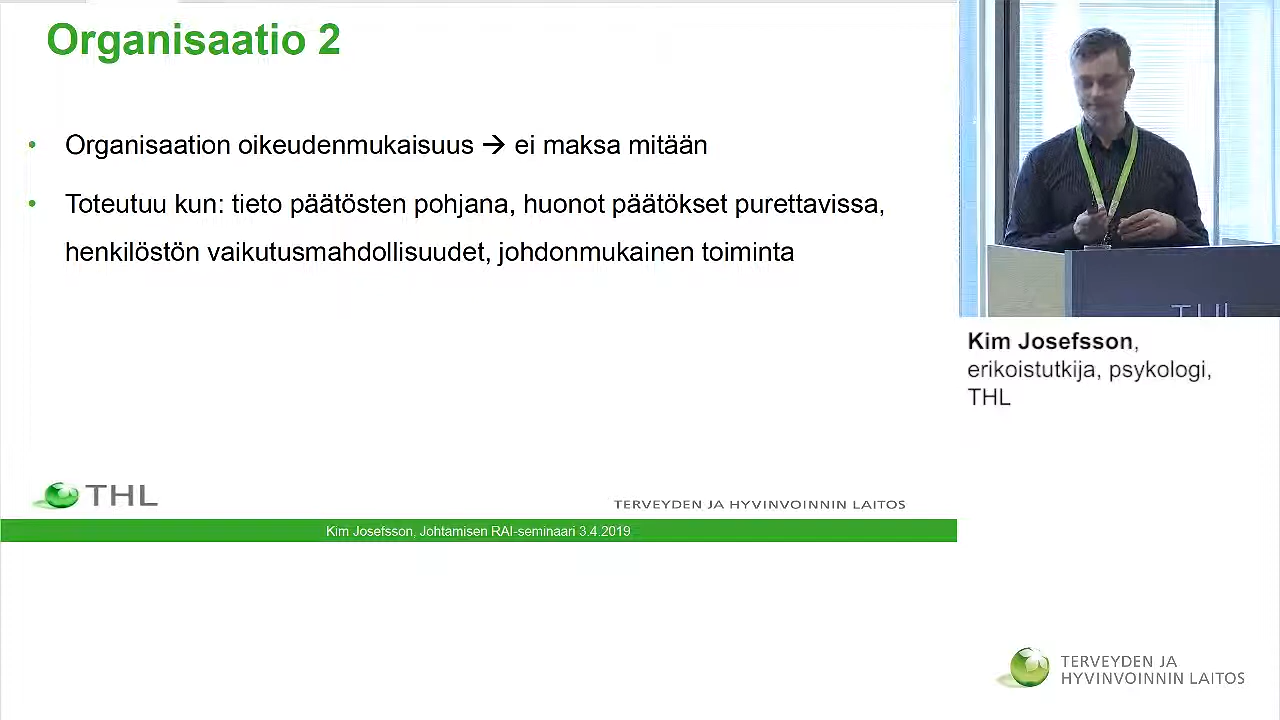 Organisaatio 2
• Organisaation oikeudenmukaisuus → ei maksa mitään
• Toteutuu kun: tieto päätösten pohjana, huonot päätökset purettavissa,
henkilöstön vaikutusmahdollisuudet, johdonmukainen toiminta
THL
TERVEYDEN JA HYVINVOINNIN LAITOS
Kim Josefsson, Johtamisen RAI-seminaari 3.4.2019
THL
Kim Josefsson,
erikoistutkija, psykologi,
THL
TERVEYDEN JA
HYVINVOINNIN LAITOS